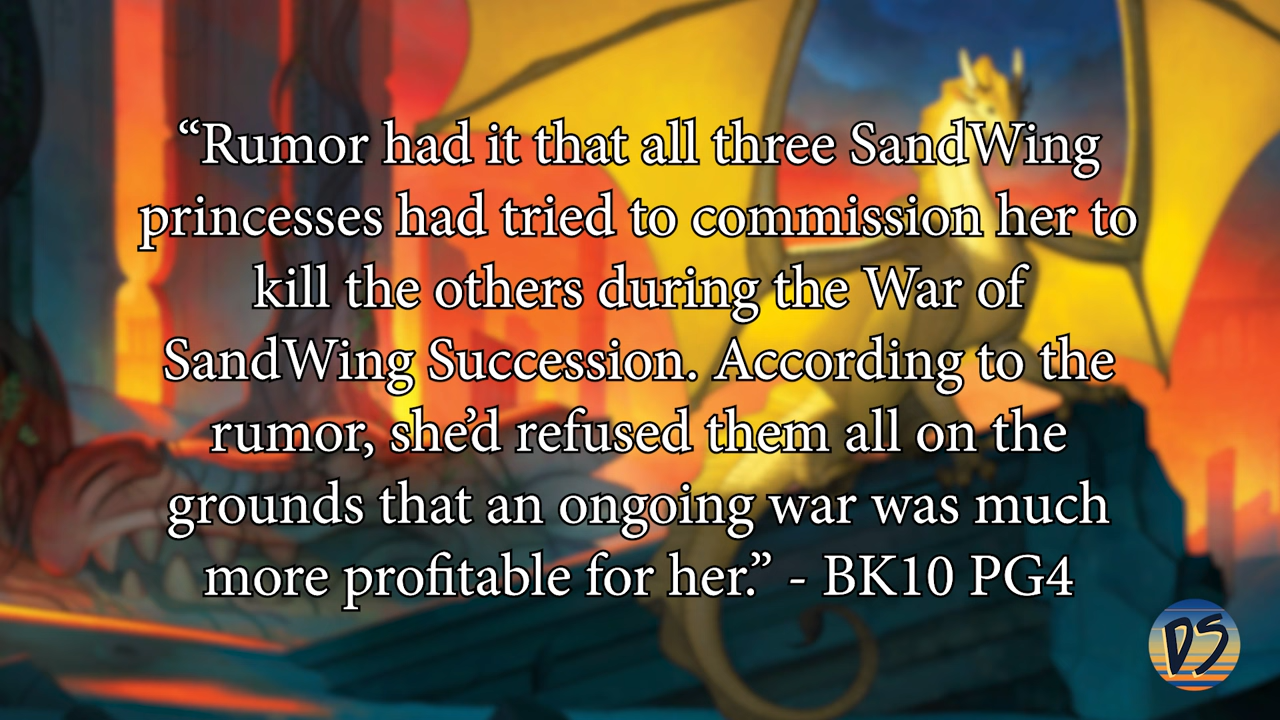 “Rumor had it that all three SandWing
princesses had tried to commission her to
kill the others during the War of
SandWing Succession. According to the
rumor, she’d refused them all on the
grounds that an ongoing war was much
more profitable for her.” - BK10 PG4
DS